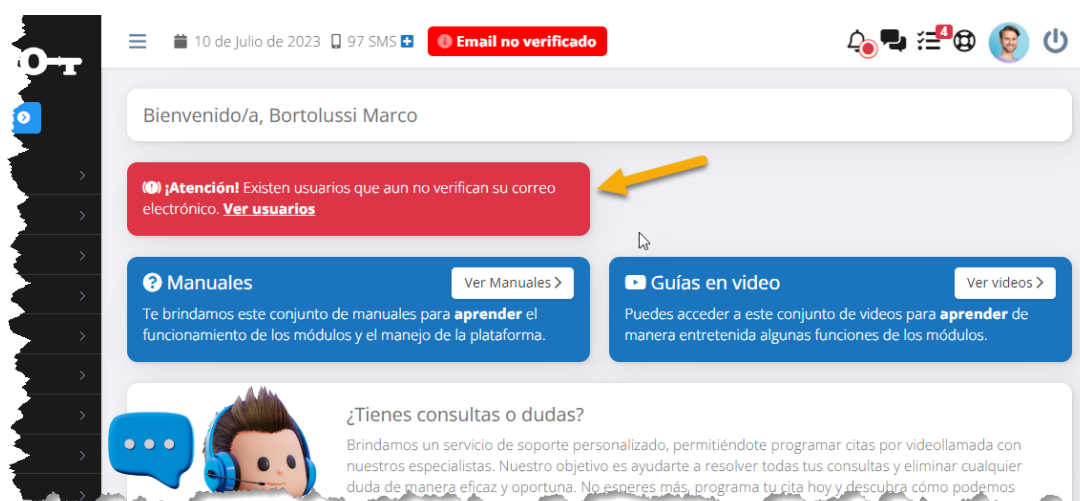 10 de Julio de 2023 97 SMS Email no verificado 4
Bienvenido/a, Bortolussi Marco
¡Atención! Existen usuarios que aun no verifican su correo
electrónico. Ver usuarios
Manuales Ver Manuales
Te brindamos este conjunto de manuales para aprender el
funcionamiento de los módulos y el manejo de la plataforma.
Guías en video Ver videos
Puedes acceder a este conjunto de videos para aprender de
manera entretenida algunas funciones de los módulos.
¿Tienes consultas o dudas?
Brindamos un servicio de soporte personalizado, permitiéndote programar citas por videollamada con
nuestros especialistas. Nuestro objetivo es ayudarte a resolver todas tus consultas y eliminar cualquier
duda de manera eficaz y oportuna. No esperes más, programa tu cita hoy y descubra cómo podemos